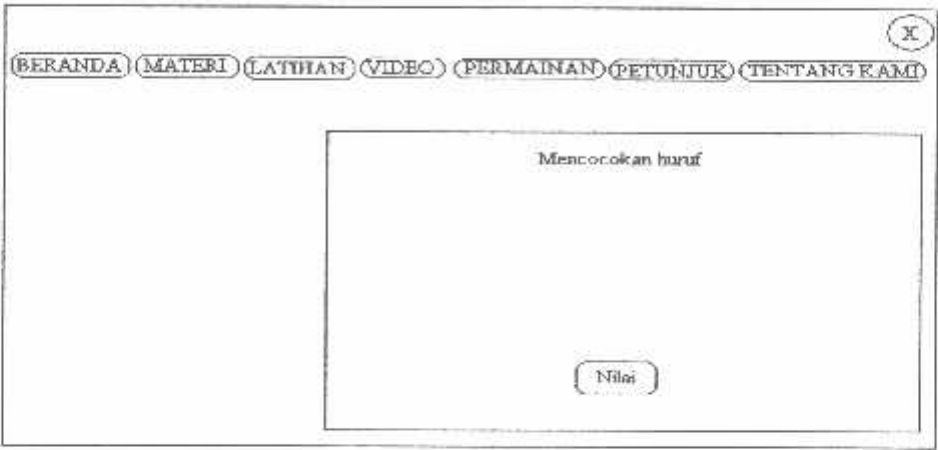 X
BERANDA MATERI LATIHAN VIDEO PERMAINAN PETUNJUK TENTANG KAMI
Mencocokan huruf
Nilai